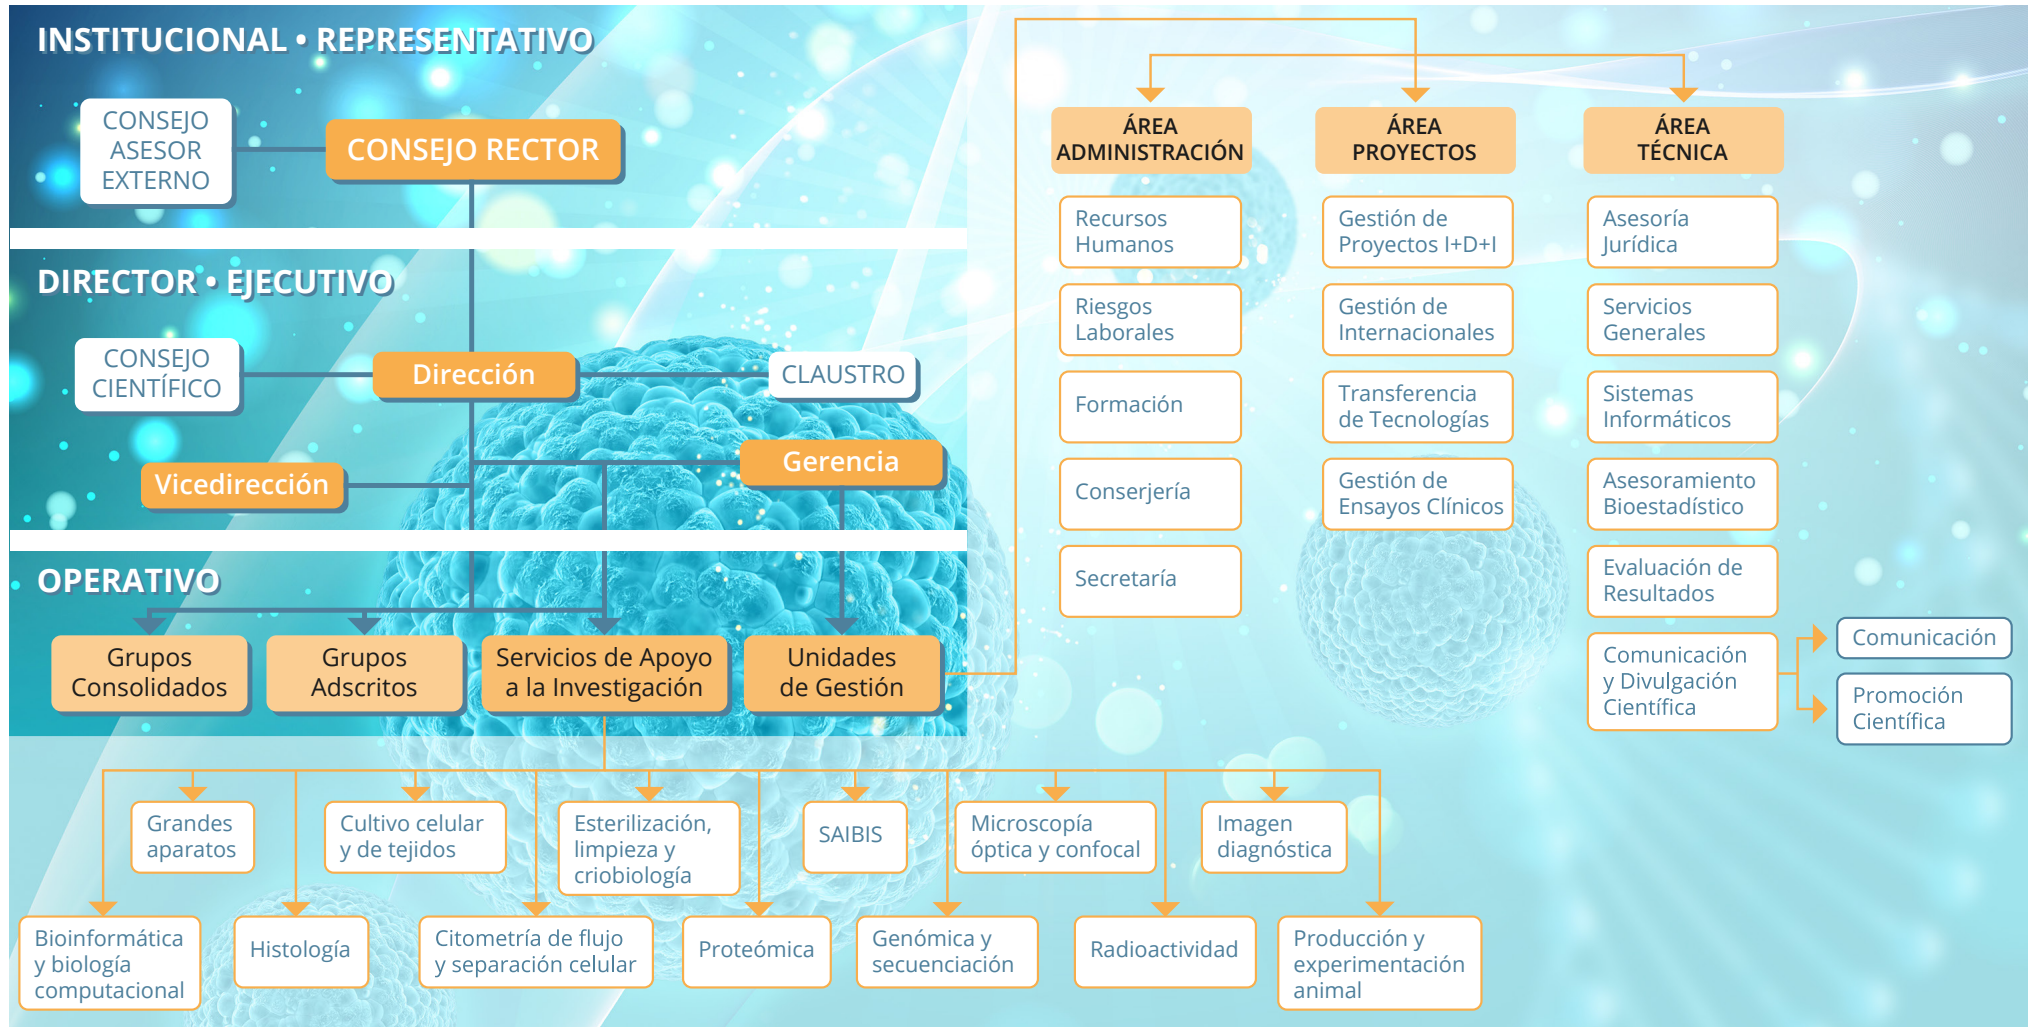 INSTITUCIONAL • REPRESENTATIVO
CONSEJO
ASESOR
EXTERNO
CONSEJO RECTOR
DIRECTOR • EJECUTIVO
CONSEJO
CIENTÍFICO
Dirección
CLAUSTRO
Gerencia
Vicedirección
OPERATIVO
Grupos
Consolidados
Grupos
Adscritos
Servicios de Apoyo
a la Investigación
Unidades
de Gestión
ÁREA
ADMINISTRACIÓN
Recursos
Humanos
Riesgos
Laborales
Formación
Conserjería
Secretaría
ÁREA
PROYECTOS
Gestión de
Proyectos I+D+I
Gestión de
Internacionales
Transferencia
de Tecnologías
Gestión de
Ensayos Clínicos
ÁREA
TÉCNICA
Asesoría
Jurídica
Servicios
Generales
Sistemas
Informáticos
Asesoramiento
Bioestadístico
Evaluación de
Resultados
Comunicación
y Divulgación
Científica
Comunicación
Promoción
Científica
Grandes
aparatos
Cultivo celular
y de tejidos
Esterilización,
limpieza y
criobiología
SAIBIS
Microscopía
óptica y confocal
Imagen
diagnóstica
Bioinformática
y biología
computacional
Histología
Citometría de flujo
y separación celular
Proteómica
Genómica y
secuenciación
Radioactividad
Producción y
experimentación
animal